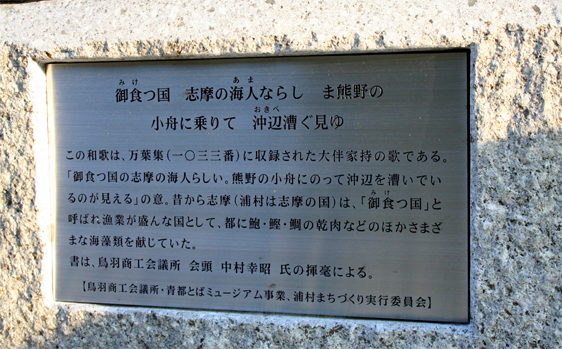 御食つ国　志摩の海人ならし　ま熊野の
小舟に乗りて　沖辺漕ぐ見ゆ
この和歌は、万葉集(一〇三三番)に収録された大伴家持の歌である。
「御食つ国の志摩の海人らしい。熊野の小舟にのって沖辺を漕いでい
るのが見える」の意。昔から志摩(浦村は志摩の国)は、「御食つ国」と
呼ばれ漁業が盛んな国として、都に鮑・鰹・鯛の乾肉などのほかさまざ
まな海藻類を献じていた。
書は、鳥羽商工会議所　会頭　中村幸昭　氏の揮毫による。
【鳥羽商工会議所・青都とばミュージアム事業、浦村まちづくり実行委員会】